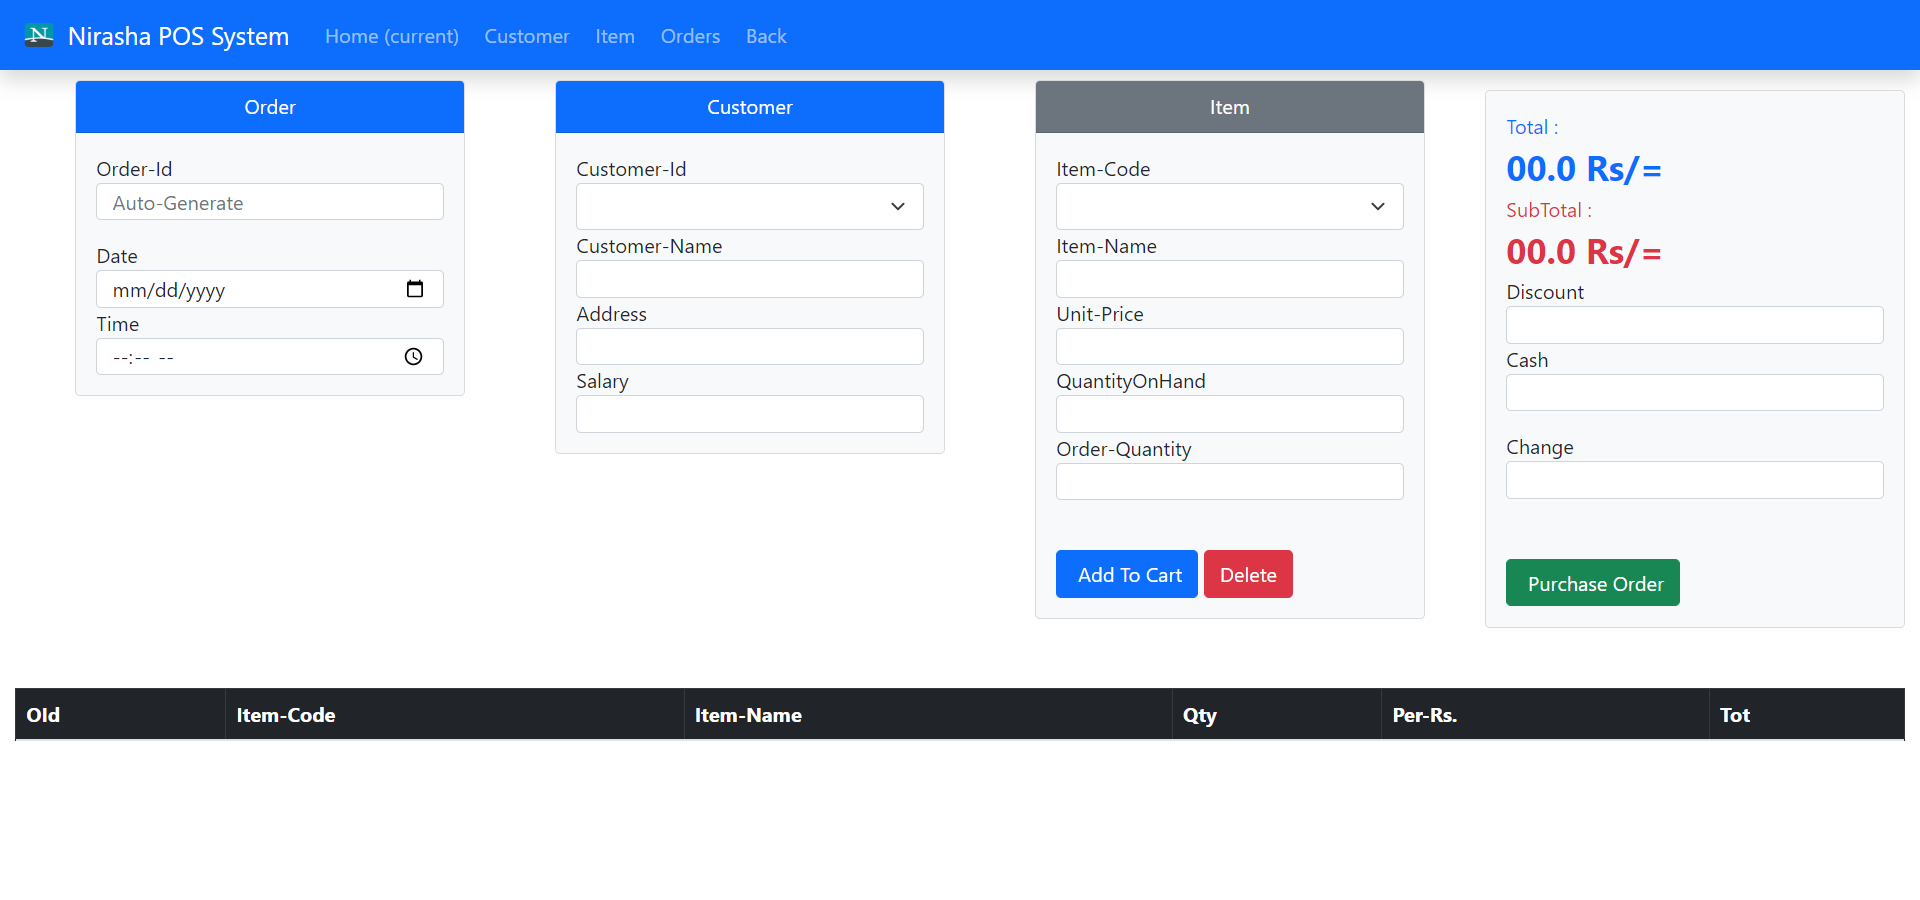 N Nirasha POS System Home (current) Customer Item Orders Back
Order
Order-Id
Auto-Generate
Date
mm/dd/yyyy
Time
--:-- --
Customer
Customer-Id
Customer-Name
Address
Salary
Item
Item-Code
Item-Name
Unit-Price
QuantityOnHand
Order-Quantity
Add To Cart Delete
Total :
00.0 Rs/=
SubTotal :
00.0 Rs/=
Discount
Cash
Change
Purchase Order
OId Item-Code Item-Name Qty Per-Rs. Tot